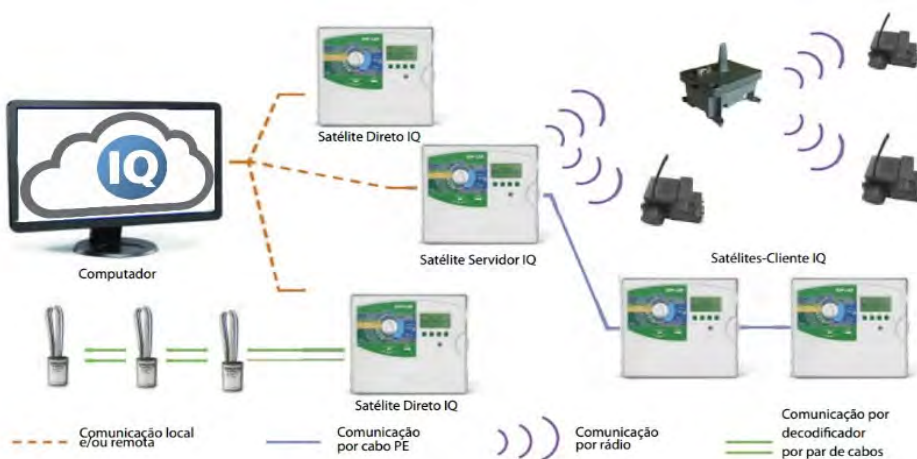 Satélite Direto IQ
IQ
Computador
Satélite Servidor IQ
Satélites-Cliente IQ
Satélite Direto IQ
Comunicação local
e/ou remota
Comunicação
por cabo PE
Comunicação
por rádio
Comunicação por
decodificador
por par de cabos